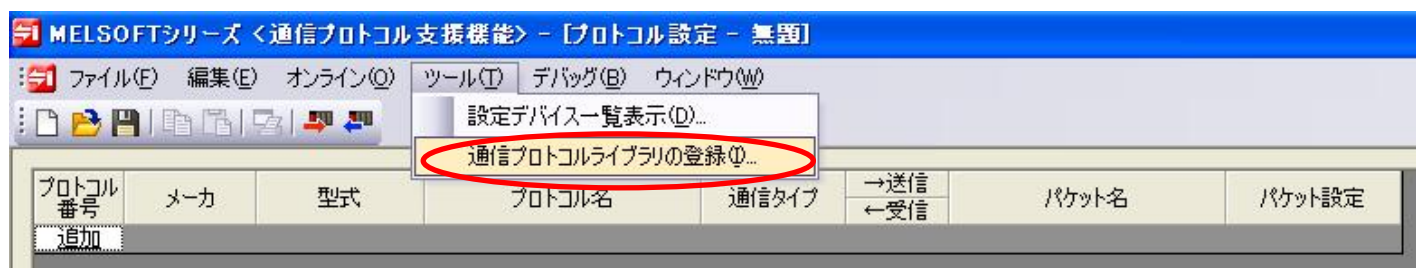 MELSOFTシリーズ <通信プロトコル支援機能> - [プロトコル設定 - 無題]
ファイル(F) 編集(E) オンライン(O) ツール(T) デバッグ(B) ウィンドウ(W)
設定デバイス一覧表示(D)...
通信プロトコルライブラリの登録(I)...
プロトコル番号 メーカ 型式 プロトコル名 通信タイプ →送信 ←受信 パケット名 パケット設定
追加